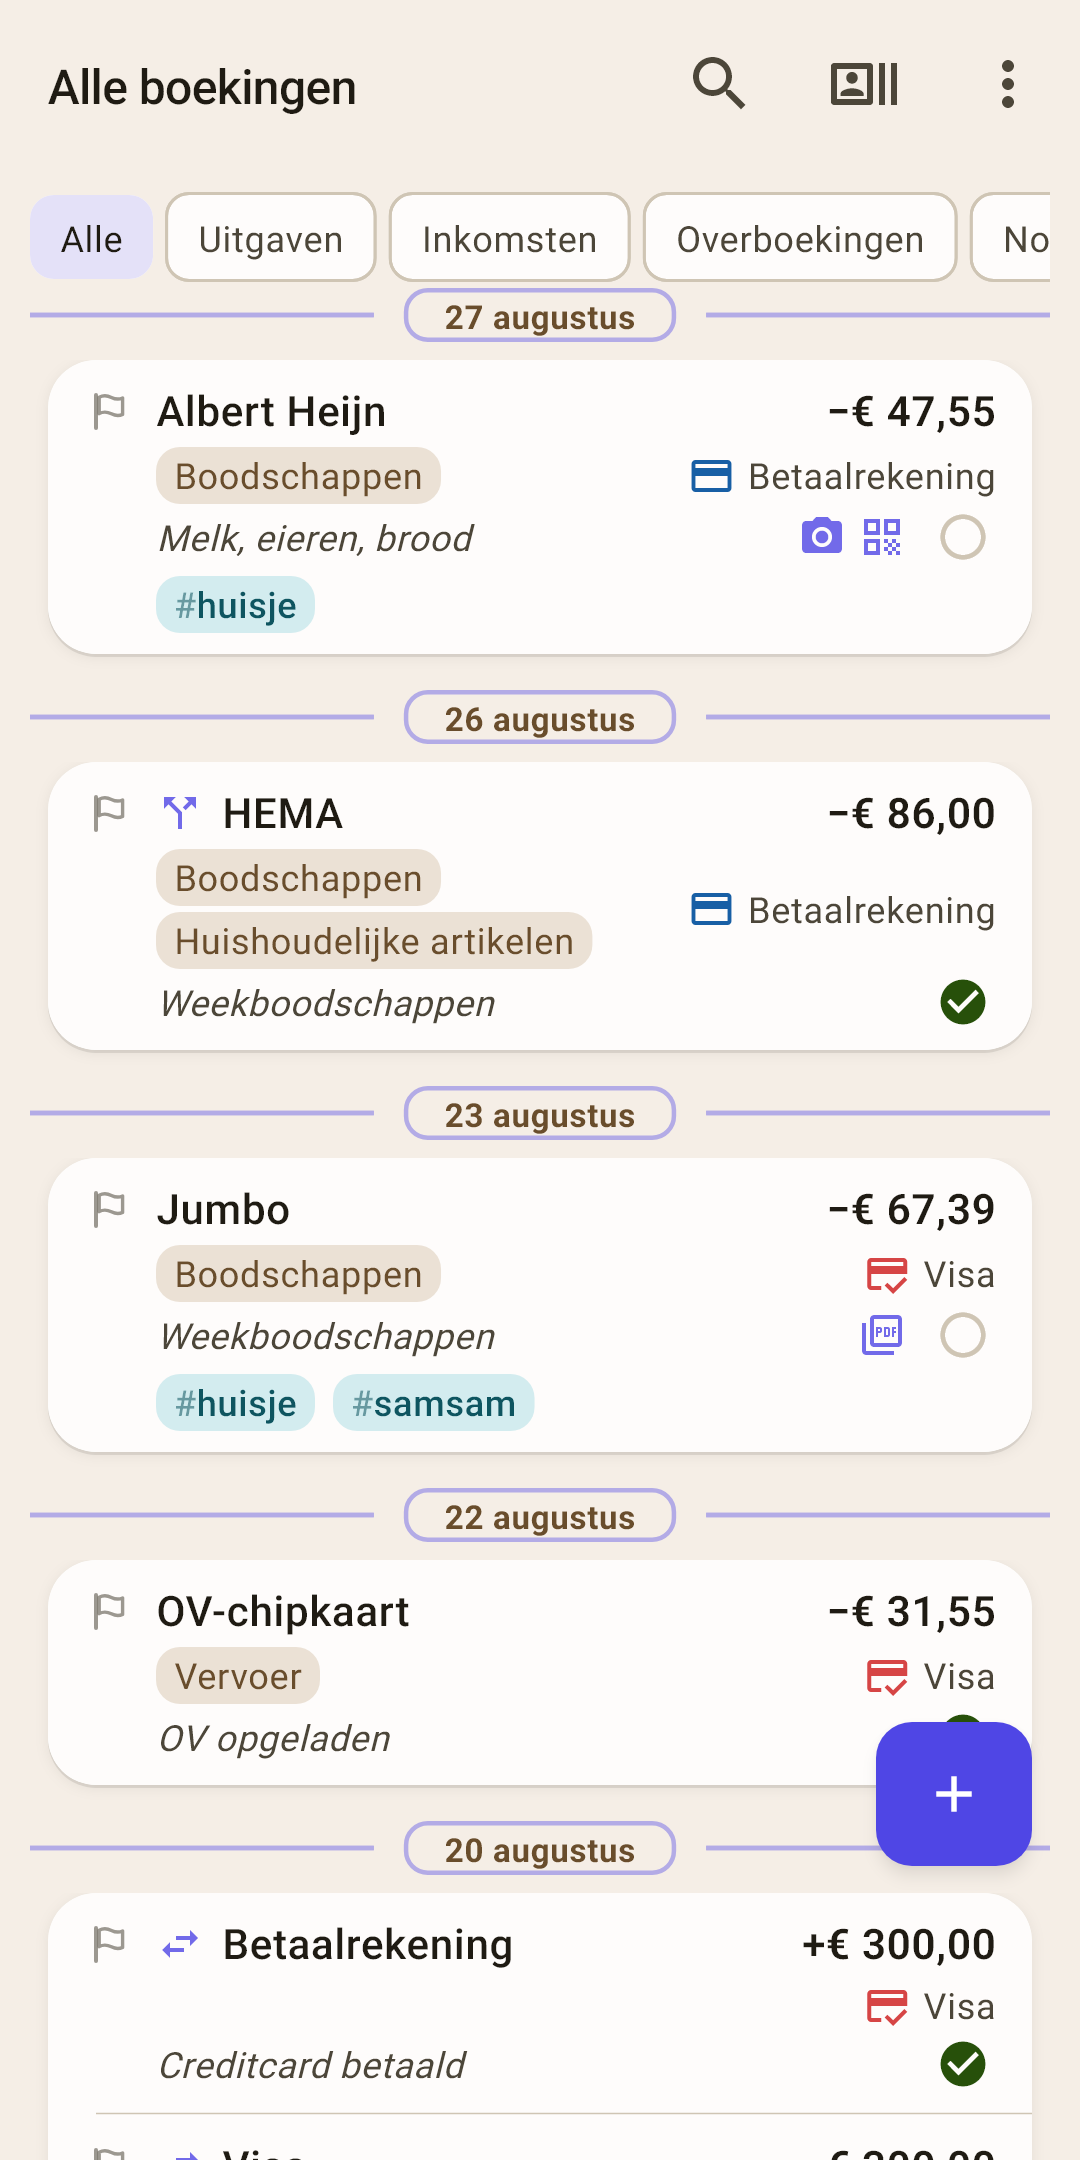 Alle boekingen
Alle Uitgaven Inkomsten Overboekingen No
27 augustus
Albert Heijn −€ 47,55
Boodschappen Betaalrekening
Melk, eieren, brood
#huisje
26 augustus
HEMA −€ 86,00
Boodschappen
Betaalrekening
Huishoudelijke artikelen
Weekboodschappen
23 augustus
Jumbo −€ 67,39
Boodschappen Visa
Weekboodschappen PDF
#huisje #samsam
22 augustus
OV-chipkaart −€ 31,55
Vervoer Visa
OV opgeladen
+
20 augustus
Betaalrekening +€ 300,00
Visa
Creditcard betaald